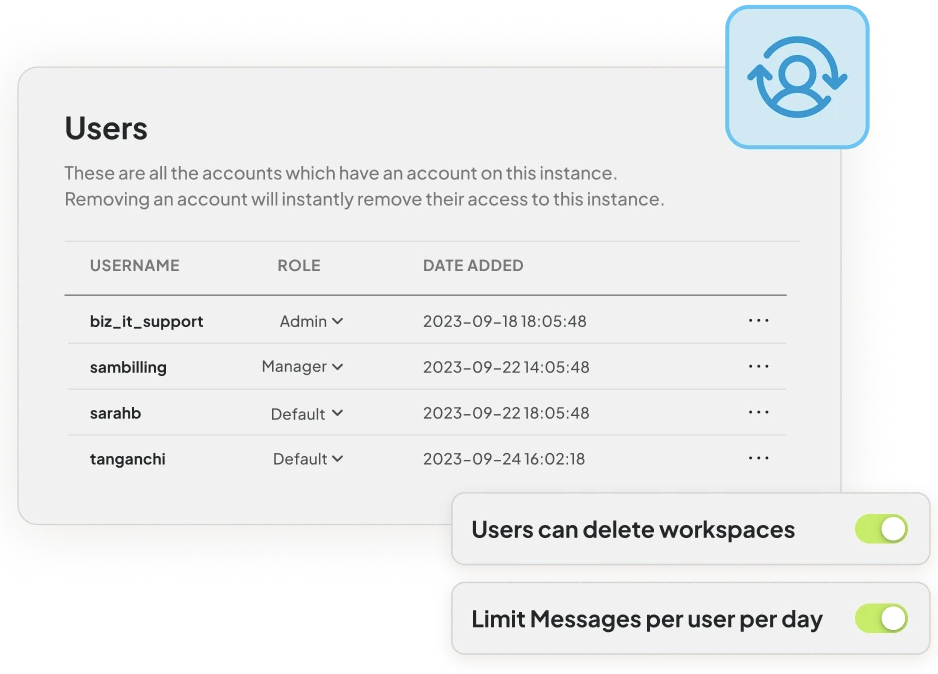 Users
These are all the accounts which have an account on this instance.
Removing an account will instantly remove their access to this instance.
USERNAME ROLE DATE ADDED
biz_it_support Admin 2023-09-18 18:05:48 ...
sambilling Manager 2023-09-22 14:05:48 ...
sarahb Default 2023-09-22 18:05:48 ...
tanganchi Default 2023-09-24 16:02:18 ...
Users can delete workspaces
Limit Messages per user per day